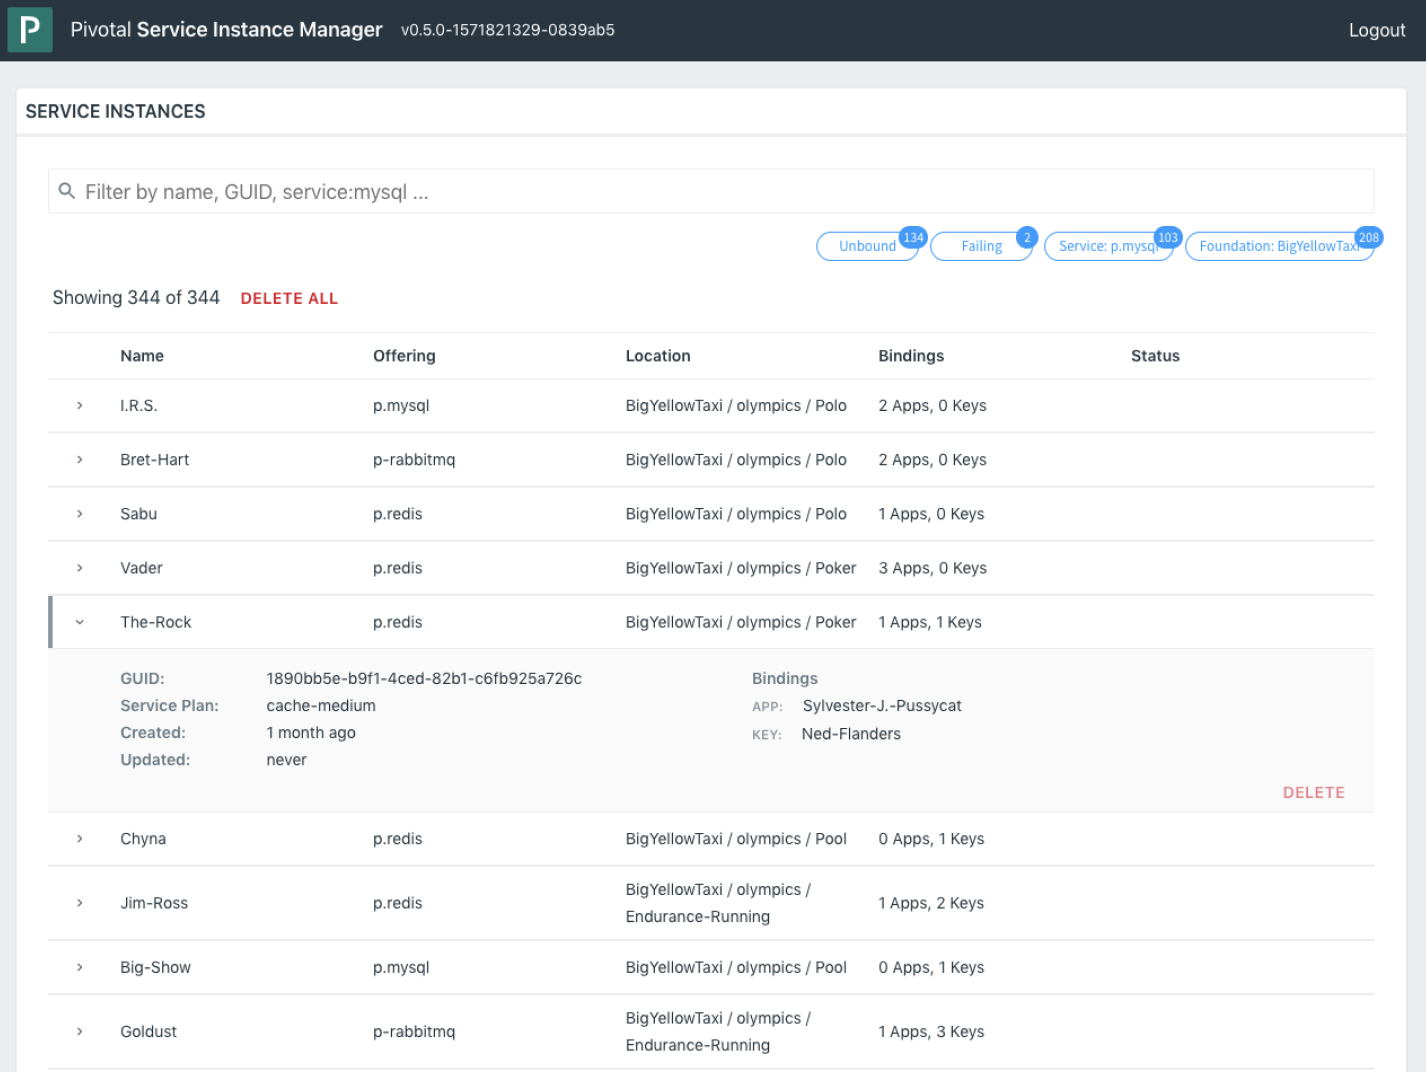 P Pivotal Service Instance Manager v0.5.0-1571821329-0839ab5 Logout
SERVICE INSTANCES
Filter by name, GUID, service:mysql ...
Unbound 134 Failing 2 Service: p.mysql 103 Foundation: BigYellowTaxi 208
Showing 344 of 344 DELETE ALL
Name Offering Location Bindings Status
I.R.S. p.mysql BigYellowTaxi / olympics / Polo 2 Apps, 0 Keys
Bret-Hart p-rabbitmq BigYellowTaxi / olympics / Polo 2 Apps, 0 Keys
Sabu p.redis BigYellowTaxi / olympics / Polo 1 Apps, 0 Keys
Vader p.redis BigYellowTaxi / olympics / Poker 3 Apps, 0 Keys
The-Rock p.redis BigYellowTaxi / olympics / Poker 1 Apps, 1 Keys
GUID: 1890bb5e-b9f1-4ced-82b1-c6fb925a726c Bindings
Service Plan: cache-medium APP: Sylvester-J.-Pussycat
Created: 1 month ago KEY: Ned-Flanders
Updated: never
DELETE
Chyna p.redis BigYellowTaxi / olympics / Pool 0 Apps, 1 Keys
Jim-Ross p.redis BigYellowTaxi / olympics / 1 Apps, 2 Keys
Endurance-Running
Big-Show p.mysql BigYellowTaxi / olympics / Pool 0 Apps, 1 Keys
Goldust p-rabbitmq BigYellowTaxi / olympics / 1 Apps, 3 Keys
Endurance-Running